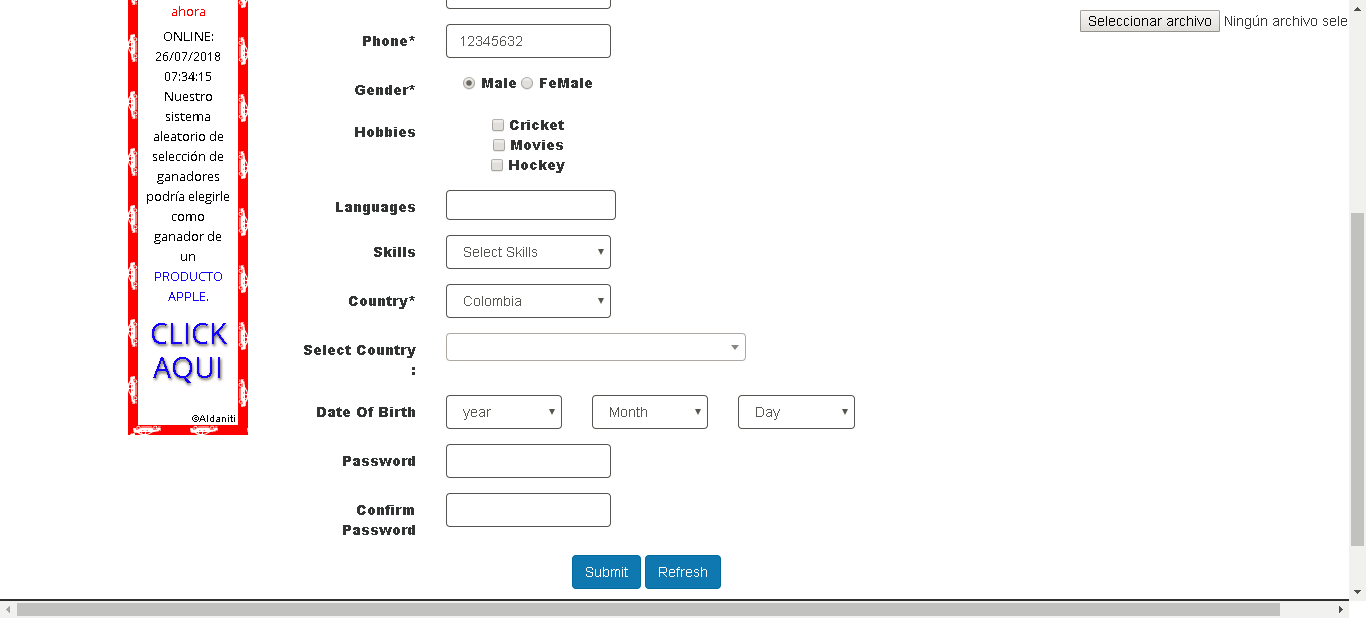 ahora
ONLINE:
26/07/2018
07:34:15
Nuestro
sistema
aleatorio de
selección de
ganadores
podría elegirle
como
ganador de
un
PRODUCTO
APPLE.
CLICK
AQUI
©Aldaniti
Seleccionar archivo Ningún archivo sele
Phone* 12345632
Gender* Male FeMale
Hobbies
Cricket
Movies
Hockey
Languages
Skills Select Skills
Country* Colombia
Select Country
:
Date Of Birth year Month Day
Password
Confirm
Password
Submit Refresh